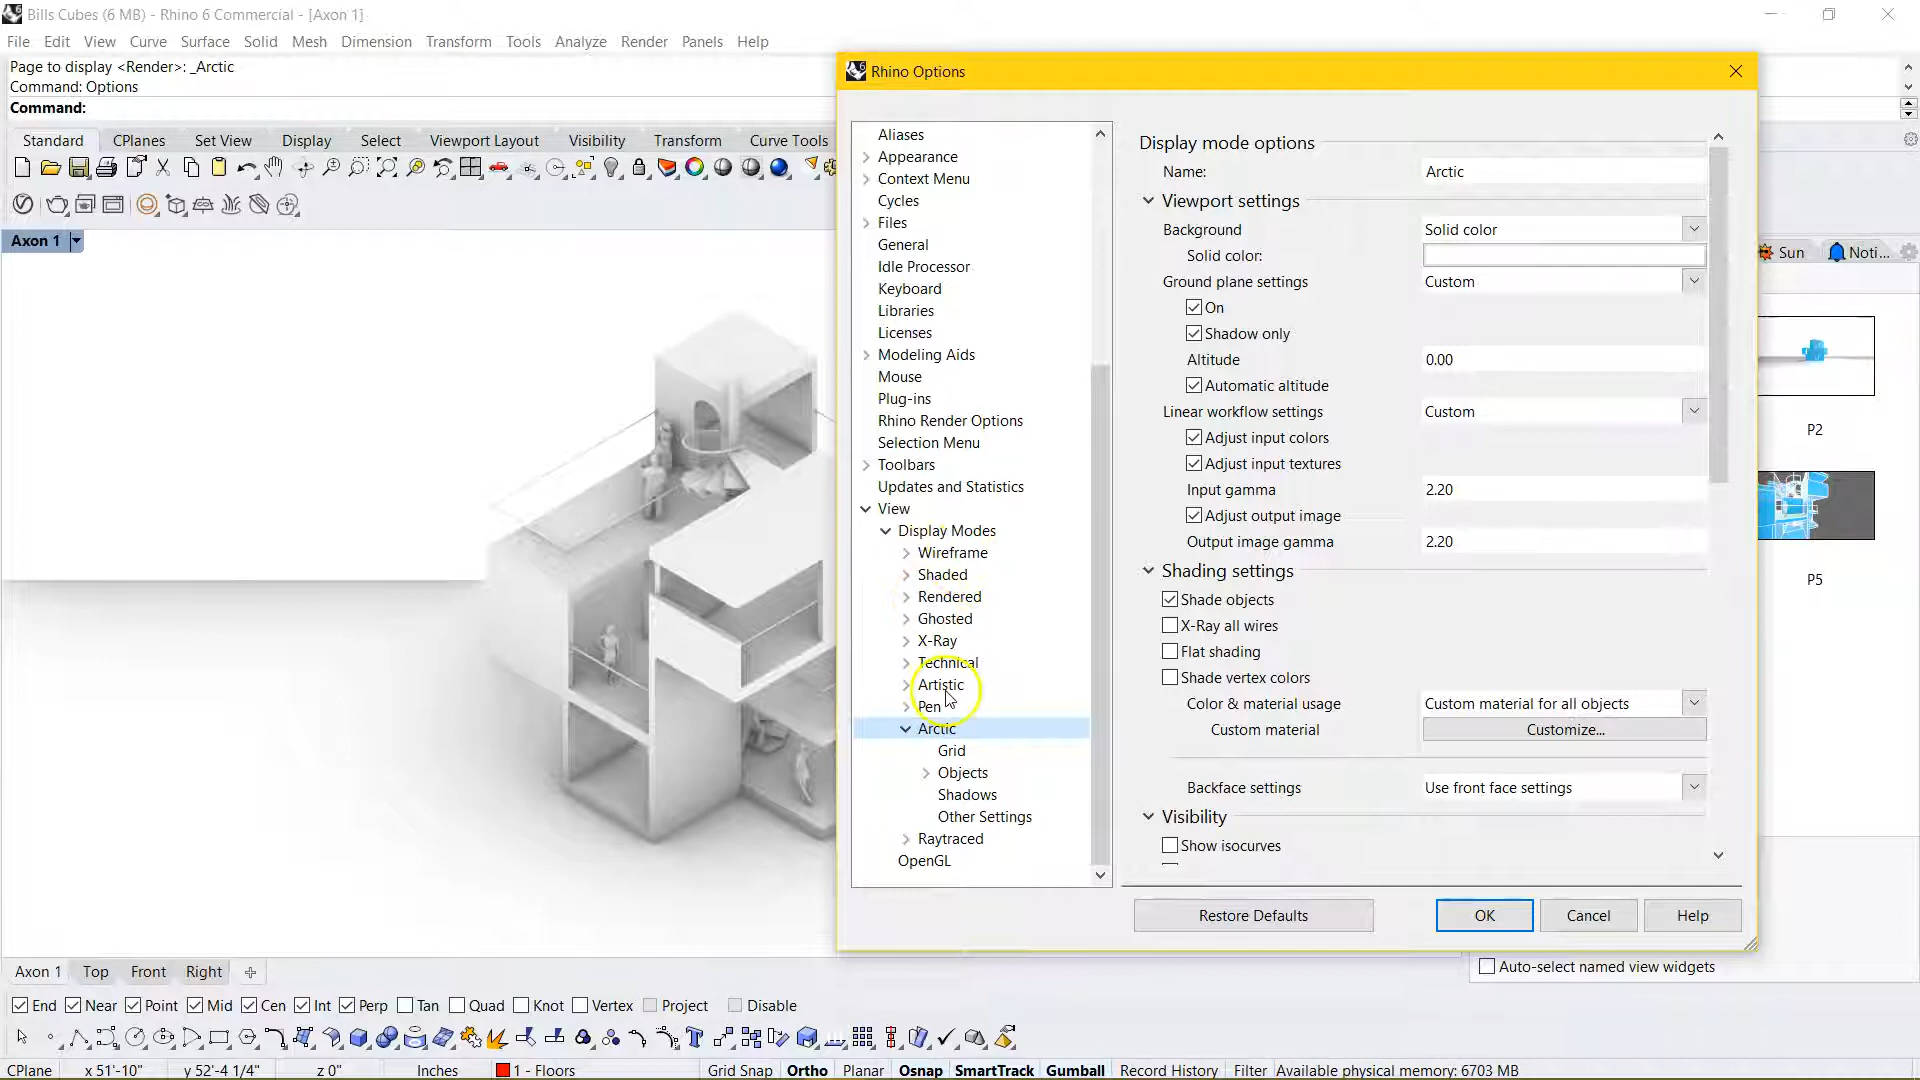 Bills Cubes (6 MB) - Rhino 6 Commercial - [Axon 1]
File Edit View Curve Surface Solid Mesh Dimension Transform Tools Analyze Render Panels Help
Page to display <Render>: _Arctic
Command: Options
Command:
Standard CPlanes Set View Display Select Viewport Layout Visibility Transform Curve Tools
Axon 1
Rhino Options
Aliases
Appearance
Context Menu
Cycles
Files
General
Idle Processor
Keyboard
Libraries
Licenses
Modeling Aids
Mouse
Plug-ins
Rhino Render Options
Selection Menu
Toolbars
Updates and Statistics
View
Display Modes
Wireframe
Shaded
Rendered
Ghosted
X-Ray
Technical
Artistic
Pen
Arctic
Grid
Objects
Shadows
Other Settings
Raytraced
OpenGL
Display mode options
Name: Arctic
Viewport settings
Background Solid color
Solid color:
Ground plane settings Custom
On
Shadow only
Altitude 0.00
Automatic altitude
Linear workflow settings Custom
Adjust input colors
Adjust input textures
Input gamma 2.20
Adjust output image
Output image gamma 2.20
Shading settings
Shade objects
X-Ray all wires
Flat shading
Shade vertex colors
Color & material usage Custom material for all objects
Custom material Customize...
Backface settings Use front face settings
Visibility
Show isocurves
Restore Defaults OK Cancel Help
Sun Noti...
P2
P5
Auto-select named view widgets
Axon 1 Top Front Right
End Near Point Mid Cen Int Perp Tan Quad Knot Vertex Project Disable
CPlane x 51'-10" y 52'-4 1/4" z 0" Inches 1 - Floors Grid Snap Ortho Planar Osnap SmartTrack Gumball Record History Filter Available physical memory: 6703 MB